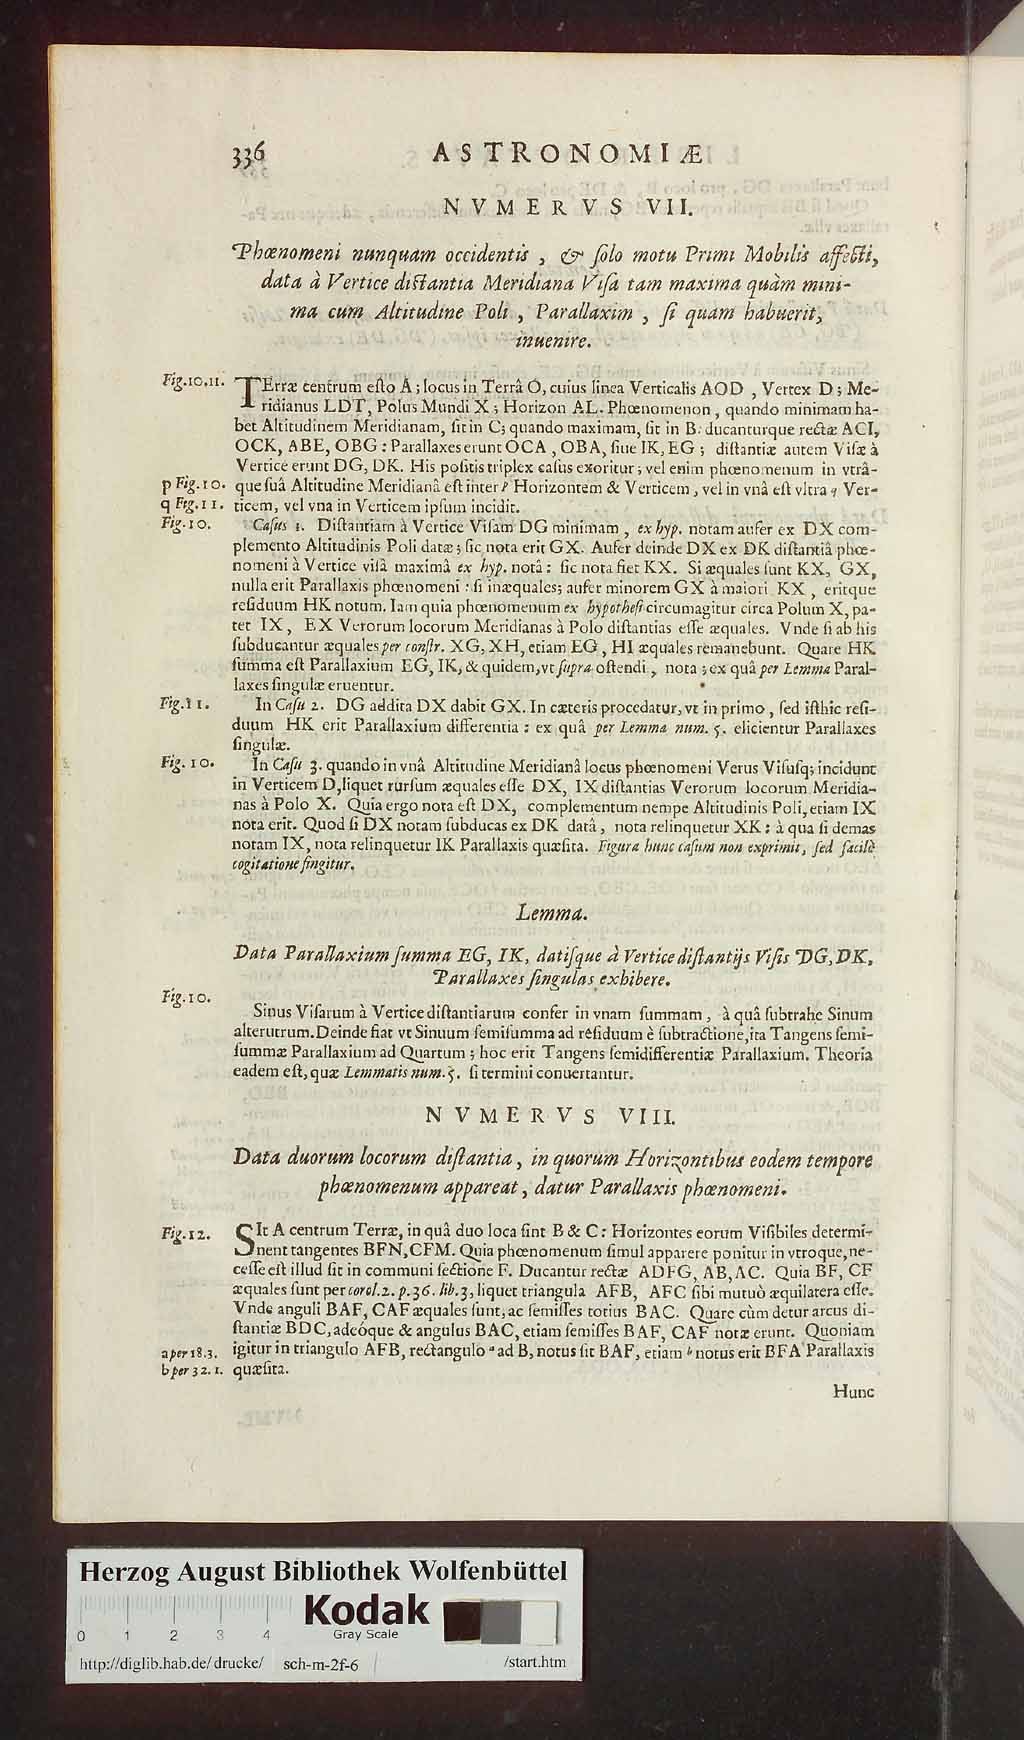 336 ASTRONOMIÆ
NVMERVS VII.
Phœnomeni nunquam occidentis, & ſolo motu Primi Mobilis affecti,
data à Vertice diſtantia Meridiana Viſa tam maxima quàm mini-
ma cum Altitudine Poli, Parallaxim, ſi quam habuerit,
inuenire.
Fig.10.11. TErræ centrum eſto A; locus in Terrâ O, cuius linea Verticalis AOD, Vertex D; Me-
ridianus LDT, Polus Mundi X; Horizon AL. Phœnomenon, quando minimam ha-
bet Altitudinem Meridianam, ſit in C; quando maximam, ſit in B. ducanturque rectæ ACI,
OCK, ABE, OBG: Parallaxes erunt OCA, OBA, ſiue IK, EG; diſtantiæ autem Viſæ à
Vertice erunt DG, DK. His poſitis triplex caſus exoritur; vel enim phœnomenum in vtrâ-
p Fig.10. que ſuâ Altitudine Meridianâ eſt inter p Horizontem & Verticem, vel in vnâ eſt vltra q Ver-
q Fig.11. ticem, vel vna in Verticem ipſum incidit.
Fig.10. Caſus 1. Diſtantiam à Vertice Viſam DG minimam, ex hyp. notam aufer ex DX com-
plemento Altitudinis Poli datæ; ſic nota erit GX. Aufer deinde DX ex DK diſtantiâ phœ-
nomeni à Vertice viſâ maximâ ex hyp. notâ: ſic nota fiet KX. Si æquales ſunt KX, GX,
nulla erit Parallaxis phœnomeni: ſi inæquales; aufer minorem GX à maiori KX, eritque
reſiduum HK notum. Iam quia phœnomenum ex hypotheſi circumagitur circa Polum X, pa-
tet IX, EX Verorum locorum Meridianas à Polo diſtantias eſſe æquales. Vnde ſi ab his
ſubducantur æquales per conſtr. XG, XH, etiam EG, HI æquales remanebunt. Quare HK
ſumma eſt Parallaxium EG, IK, & quidem, vt ſupra oſtendi, nota; ex quâ per Lemma Paral-
laxes ſingulæ eruentur.
Fig.11. In Caſu 2. DG addita DX dabit GX. In cæteris procedatur, vt in primo, ſed iſthic reſi-
duum HK erit Parallaxium differentia: ex quâ per Lemma num. 5. elicientur Parallaxes
ſingulæ.
Fig. 10. In Caſu 3. quando in vnâ Altitudine Meridianâ locus phœnomeni Verus Viſuſq; incidunt
in Verticem D, liquet rurſum æquales eſſe DX, IX diſtantias Verorum locorum Meridia-
nas à Polo X. Quia ergo nota eſt DX, complementum nempe Altitudinis Poli, etiam IX
nota erit. Quod ſi DX notam ſubducas ex DK datâ, nota relinquetur XK: à qua ſi demas
notam IX, nota relinquetur IK Parallaxis quæſita. Figura hunc caſum non exprimit, ſed facilè
cogitatione fingitur.
Lemma.
Data Parallaxium ſumma EG, IK, datiſque à Vertice diſtantijs Viſis DG, DK,
Parallaxes ſingulas exhibere.
Fig.10.
Sinus Viſarum à Vertice diſtantiarum confer in vnam ſummam, à quâ ſubtrahe Sinum
alterutrum. Deinde fiat vt Sinuum ſemiſumma ad reſiduum è ſubtractione, ita Tangens ſemi-
ſummæ Parallaxium ad Quartum; hoc erit Tangens ſemidifferentiæ Parallaxium. Theoria
eadem eſt, quæ Lemmatis num. 5. ſi termini conuertantur.
NVMERVS VIII.
Data duorum locorum diſtantia, in quorum Horizontibus eodem tempore
phœnomenum appareat, datur Parallaxis phœnomeni.
Fig.12. SIt A centrum Terræ, in quâ duo loca ſint B & C: Horizontes eorum Viſibiles determi-
nent tangentes BFN, CFM. Quia phœnomenum ſimul apparere ponitur in vtroque, ne-
ceſſe eſt illud ſit in communi ſectione F. Ducantur rectæ ADFG, AB, AC. Quia BF, CF
æquales ſunt per corol.2. p.36. lib.3, liquet triangula AFB, AFC ſibi mutuò æquilatera eſſe.
Vnde anguli BAF, CAF æquales ſunt, ac ſemiſſes totius BAC. Quare cùm detur arcus di-
ſtantiæ BDC, adeóque & angulus BAC, etiam ſemiſſes BAF, CAF notæ erunt. Quoniam
a per 18.3. igitur in triangulo AFB, rectangulo a ad B, notus ſit BAF, etiam b notus erit BFA Parallaxis
b per 32.1. quæſita.
Hunc
Herzog August Bibliothek Wolfenbüttel
Kodak
0 1 2 3 4 Gray Scale
http://diglib.hab.de/drucke/ sch-m-2f-6 /start.htm